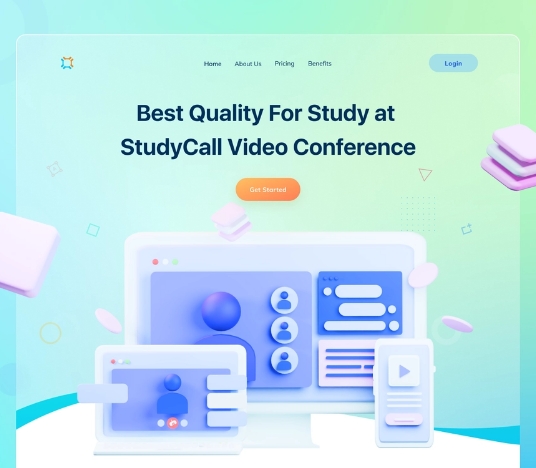 Home About Us Pricing Benefits Login
Best Quality For Study at
StudyCall Video Conference
Get Started